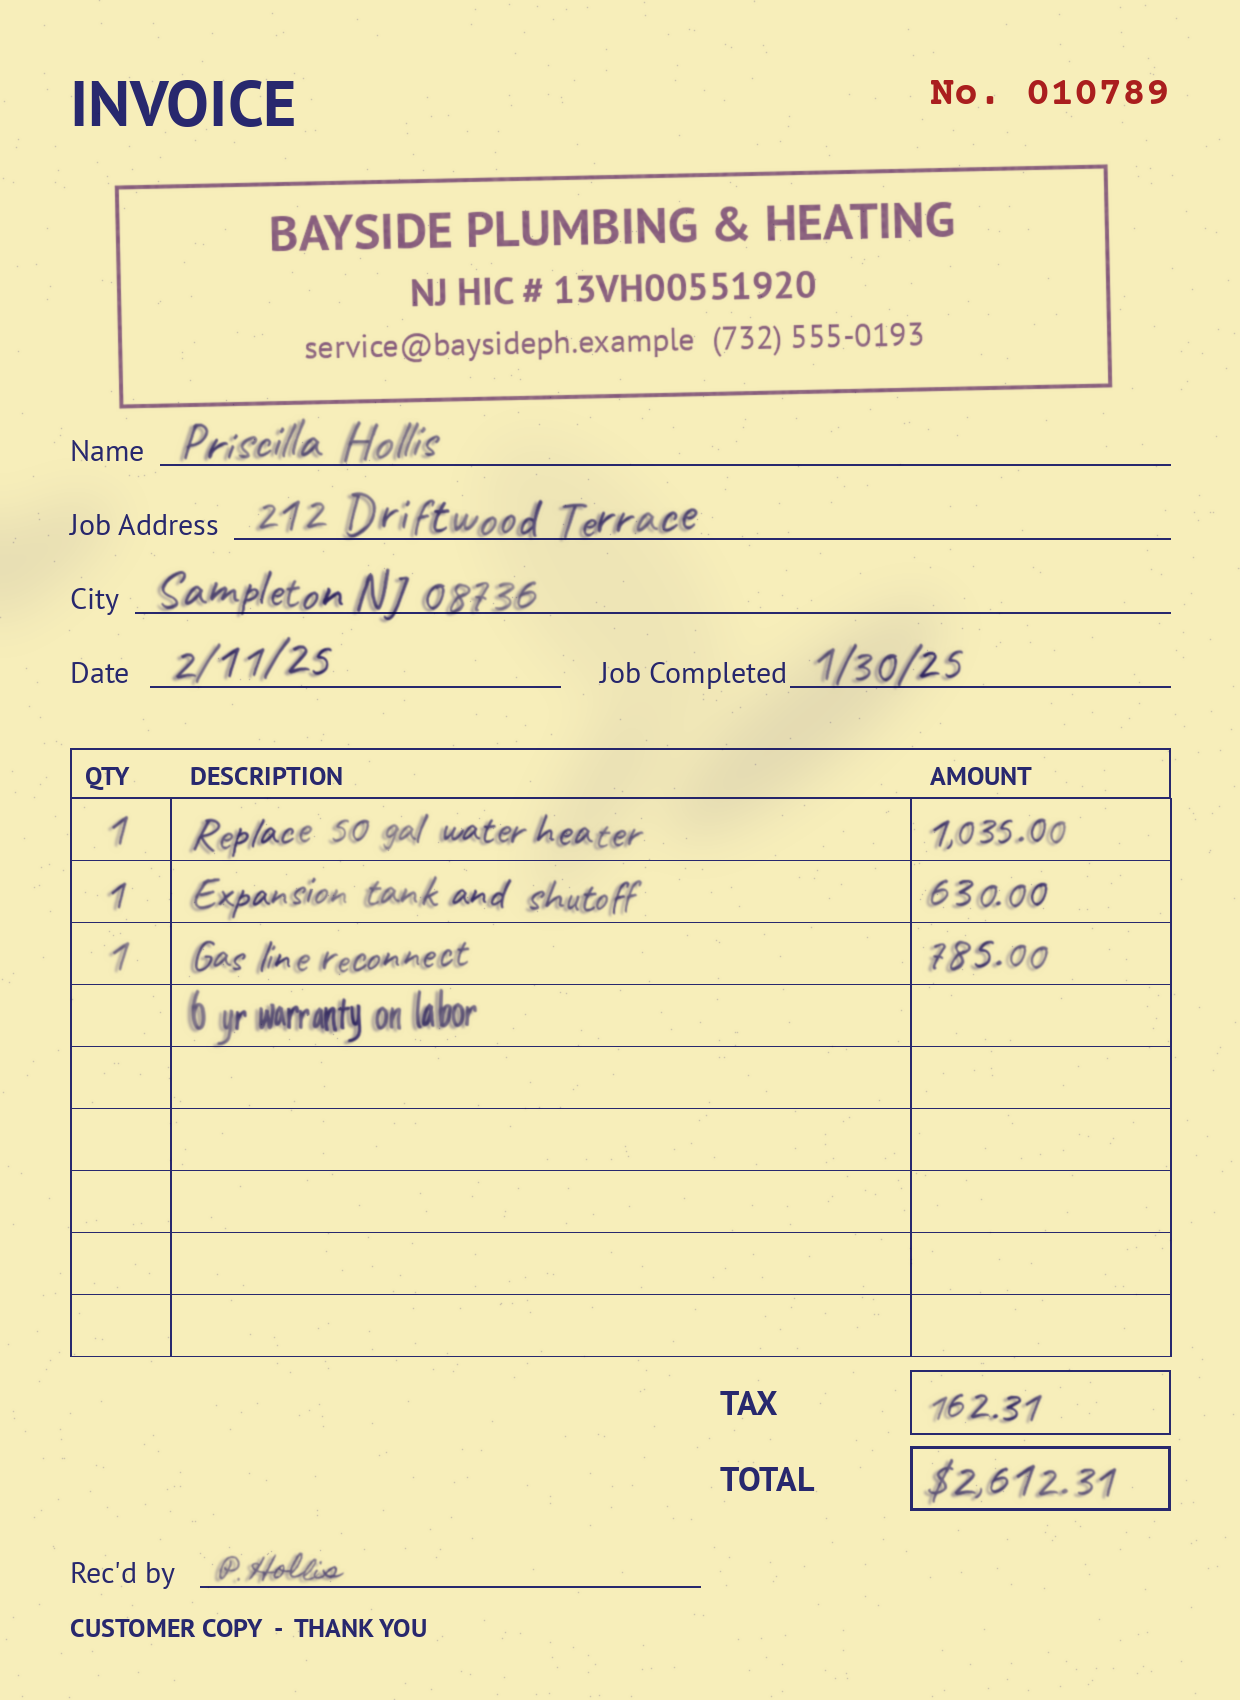 INVOICE
No. 010789
BAYSIDE PLUMBING & HEATING
NJ HIC # 13VH00551920
service@baysideph.example (732) 555-0193
Name Priscilla Hollis
Job Address 212 Driftwood Terrace
City Sampleton NJ 08736
Date 2/11/25 Job Completed 1/30/25
QTY DESCRIPTION AMOUNT
1 Replace 50 gal water heater 1,035.00
1 Expansion tank and shutoff 630.00
1 Gas line reconnect 785.00
yr warranty on labor
TAX 162.31
TOTAL $2,612.31
Rec'd by P. Hollis
CUSTOMER COPY - THANK YOU